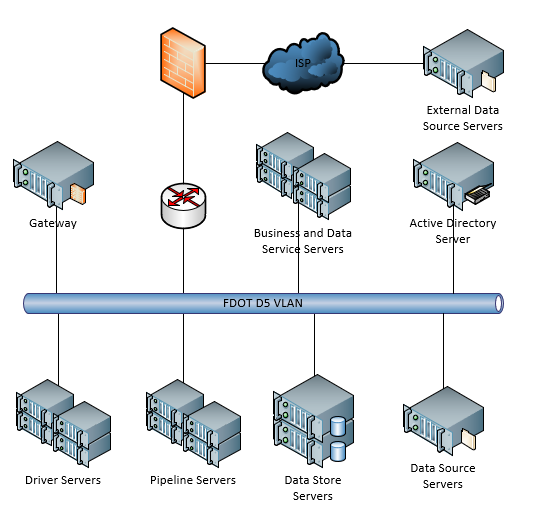 ISP
External Data
Source Servers
Gateway
Business and Data
Service Servers
Active Directory
Server
FDOT D5 VLAN
Driver Servers
Pipeline Servers
Data Store
Servers
Data Source
Servers